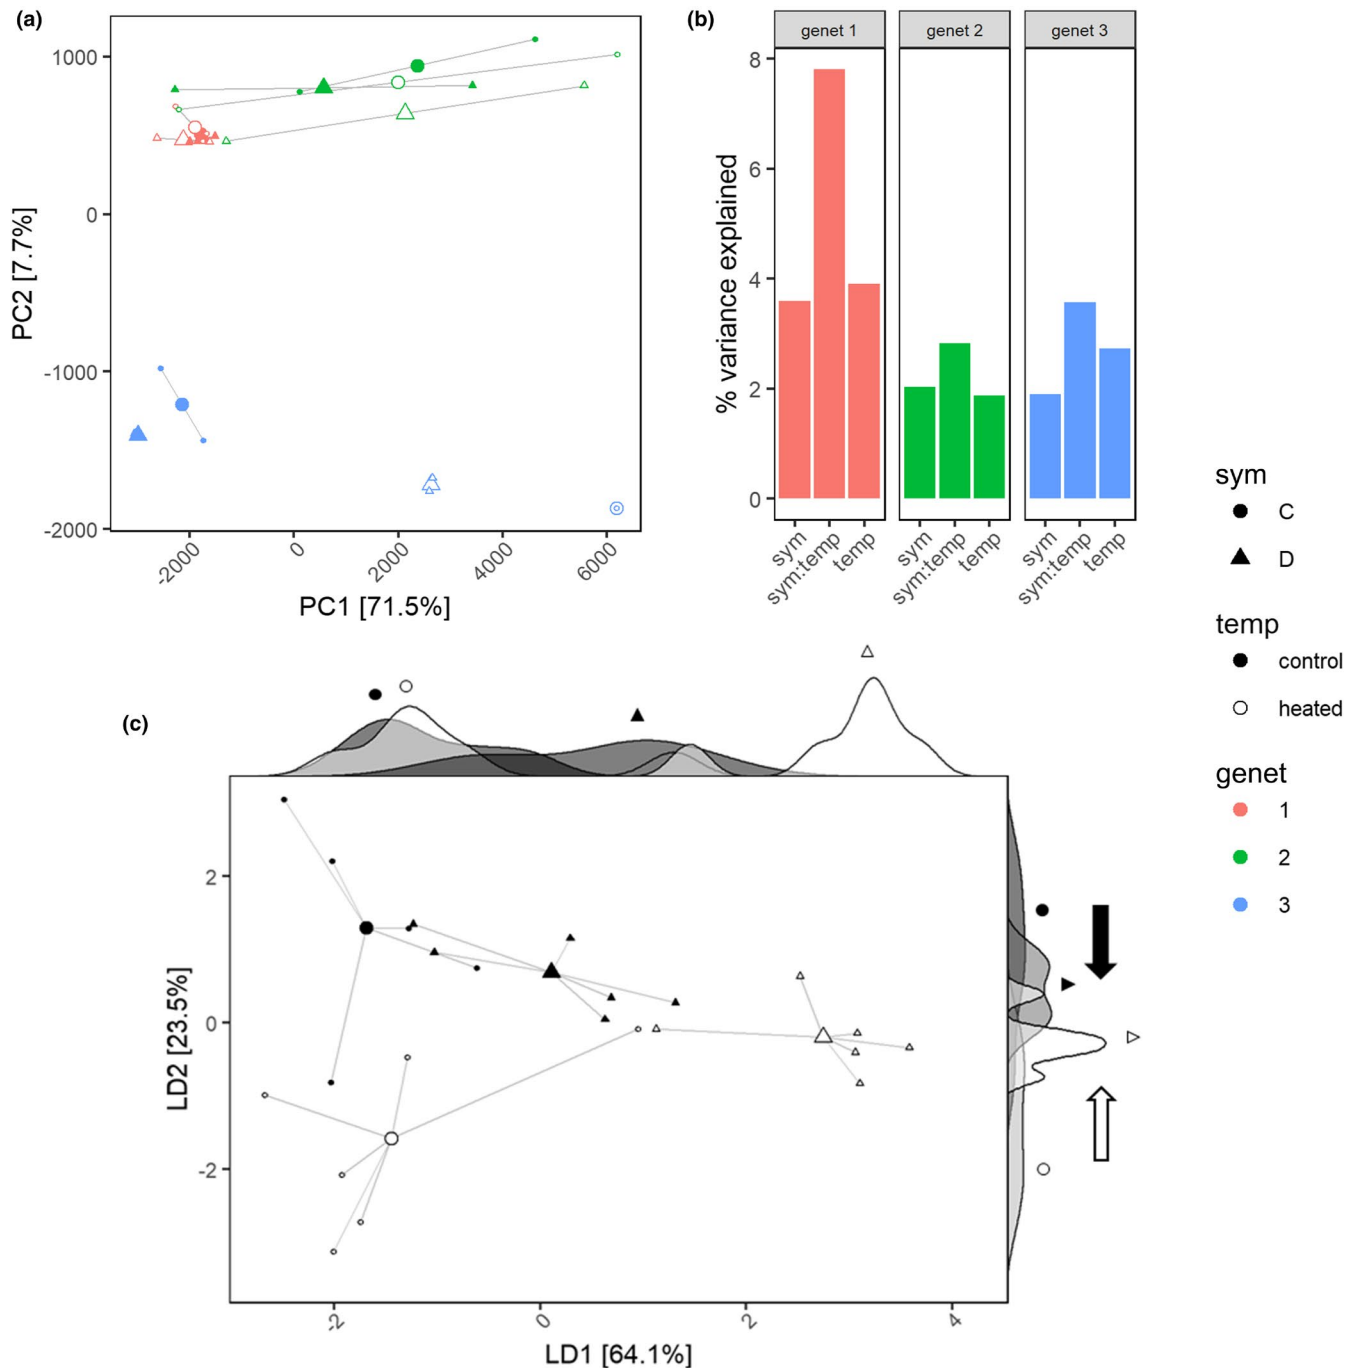 (a)
1000
0
-1000
-2000
PC2 [7.7%]
-2000
0
2000
4000
6000
PC1 [71.5%]
(b)
genet 1
genet 2
genet 3
8
6
4
2
0
% variance explained
sym
sym:temp
temp
sym
sym:temp
temp
sym
sym:temp
temp
sym
C
D
temp
control
heated
genet
1
2
3
(c)
2
0
-2
LD2 [23.5%]
-2
0
2
4
LD1 [64.1%]